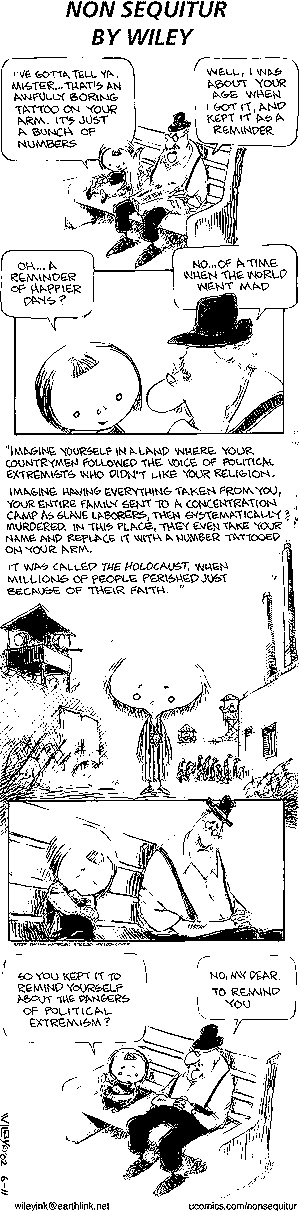 NON SEQUITUR
BY WILEY
I'VE GOTTA TELL YA,
MISTER... THAT'S AN
AWFULLY BORING
TATTOO ON YOUR
ARM. IT'S JUST
A BUNCH OF
NUMBERS
WELL, I WAS
ABOUT YOUR
AGE WHEN
I GOT IT, AND
KEPT IT AS A
REMINDER
OH... A
REMINDER
OF HAPPIER
DAYS?
NO... OF A TIME
WHEN THE WORLD
WENT MAD
"IMAGINE YOURSELF IN A LAND WHERE YOUR
COUNTRYMEN FOLLOWED THE VOICE OF POLITICAL
EXTREMISTS WHO DIDN'T LIKE YOUR RELIGION.
IMAGINE HAVING EVERYTHING TAKEN FROM YOU,
YOUR ENTIRE FAMILY SENT TO A CONCENTRATION
CAMP AS SLAVE LABORERS, THEN SYSTEMATICALLY
MURDERED. IN THIS PLACE, THEY EVEN TAKE YOUR
NAME AND REPLACE IT WITH A NUMBER TATTOOED
ON YOUR ARM.
IT WAS CALLED THE HOLOCAUST, WHEN
MILLIONS OF PEOPLE PERISHED JUST
BECAUSE OF THEIR FAITH. "
SO YOU KEPT IT TO
REMIND YOURSELF
ABOUT THE DANGERS
OF POLITICAL
EXTREMISM?
NO, MY DEAR.
TO REMIND
YOU
WILEY '02 6-11
wileyink@earthlink.net
ucomics.com/nonsequitur